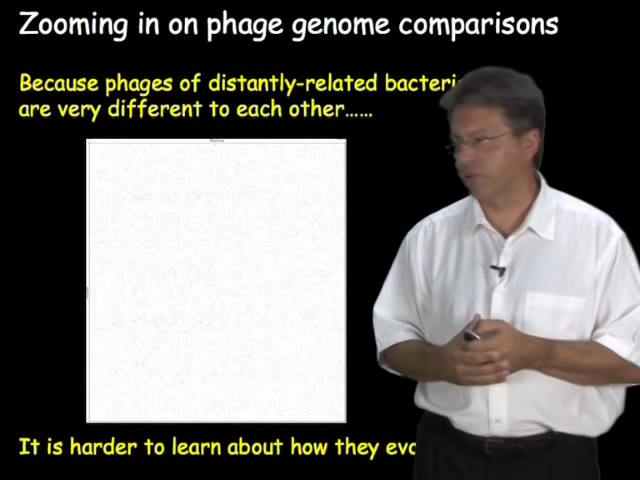 Zooming in on phage genome comparisons
Because phages of distantly-related bacteri
are very different to each other……
It is harder to learn about how they evo